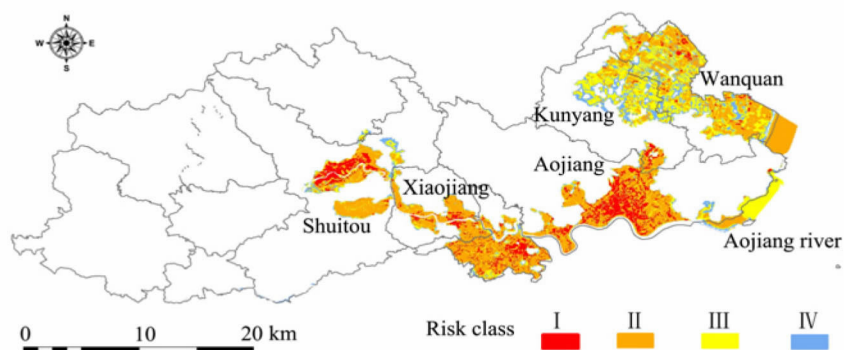 N
W E
S
Wanquan
Kunyang
Aojiang
Xiaojiang
Shuitou
Aojiang river
0 10 20 km
Risk class I II III IV